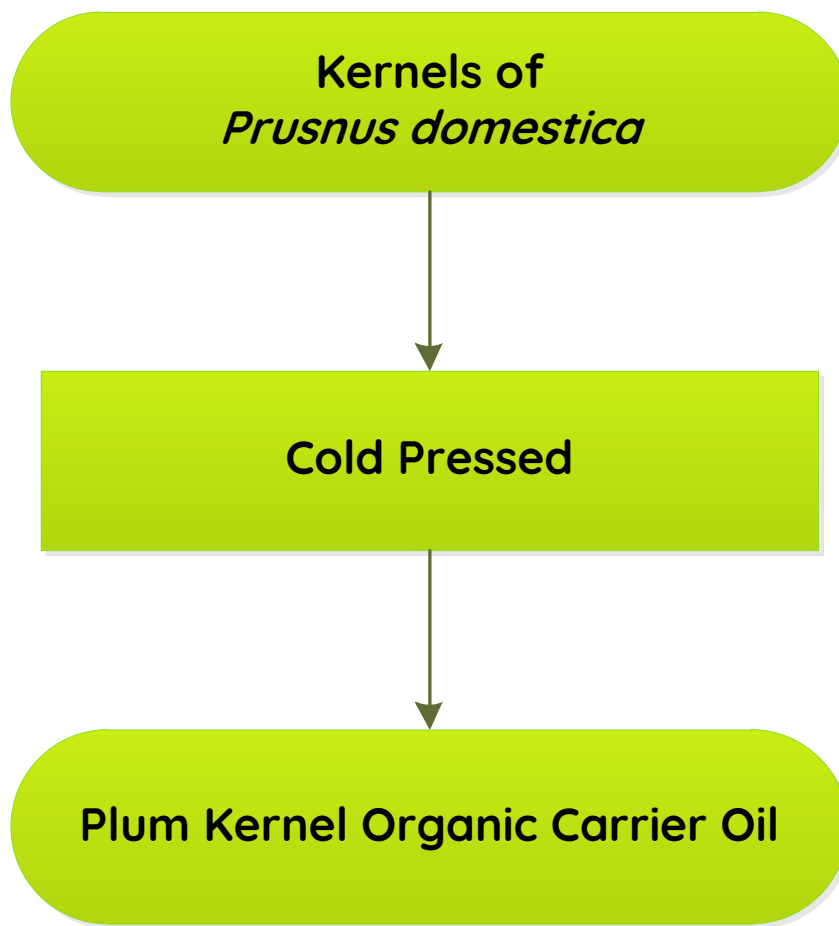 Kernels of
Prusnus domestica
Cold Pressed
Plum Kernel Organic Carrier Oil